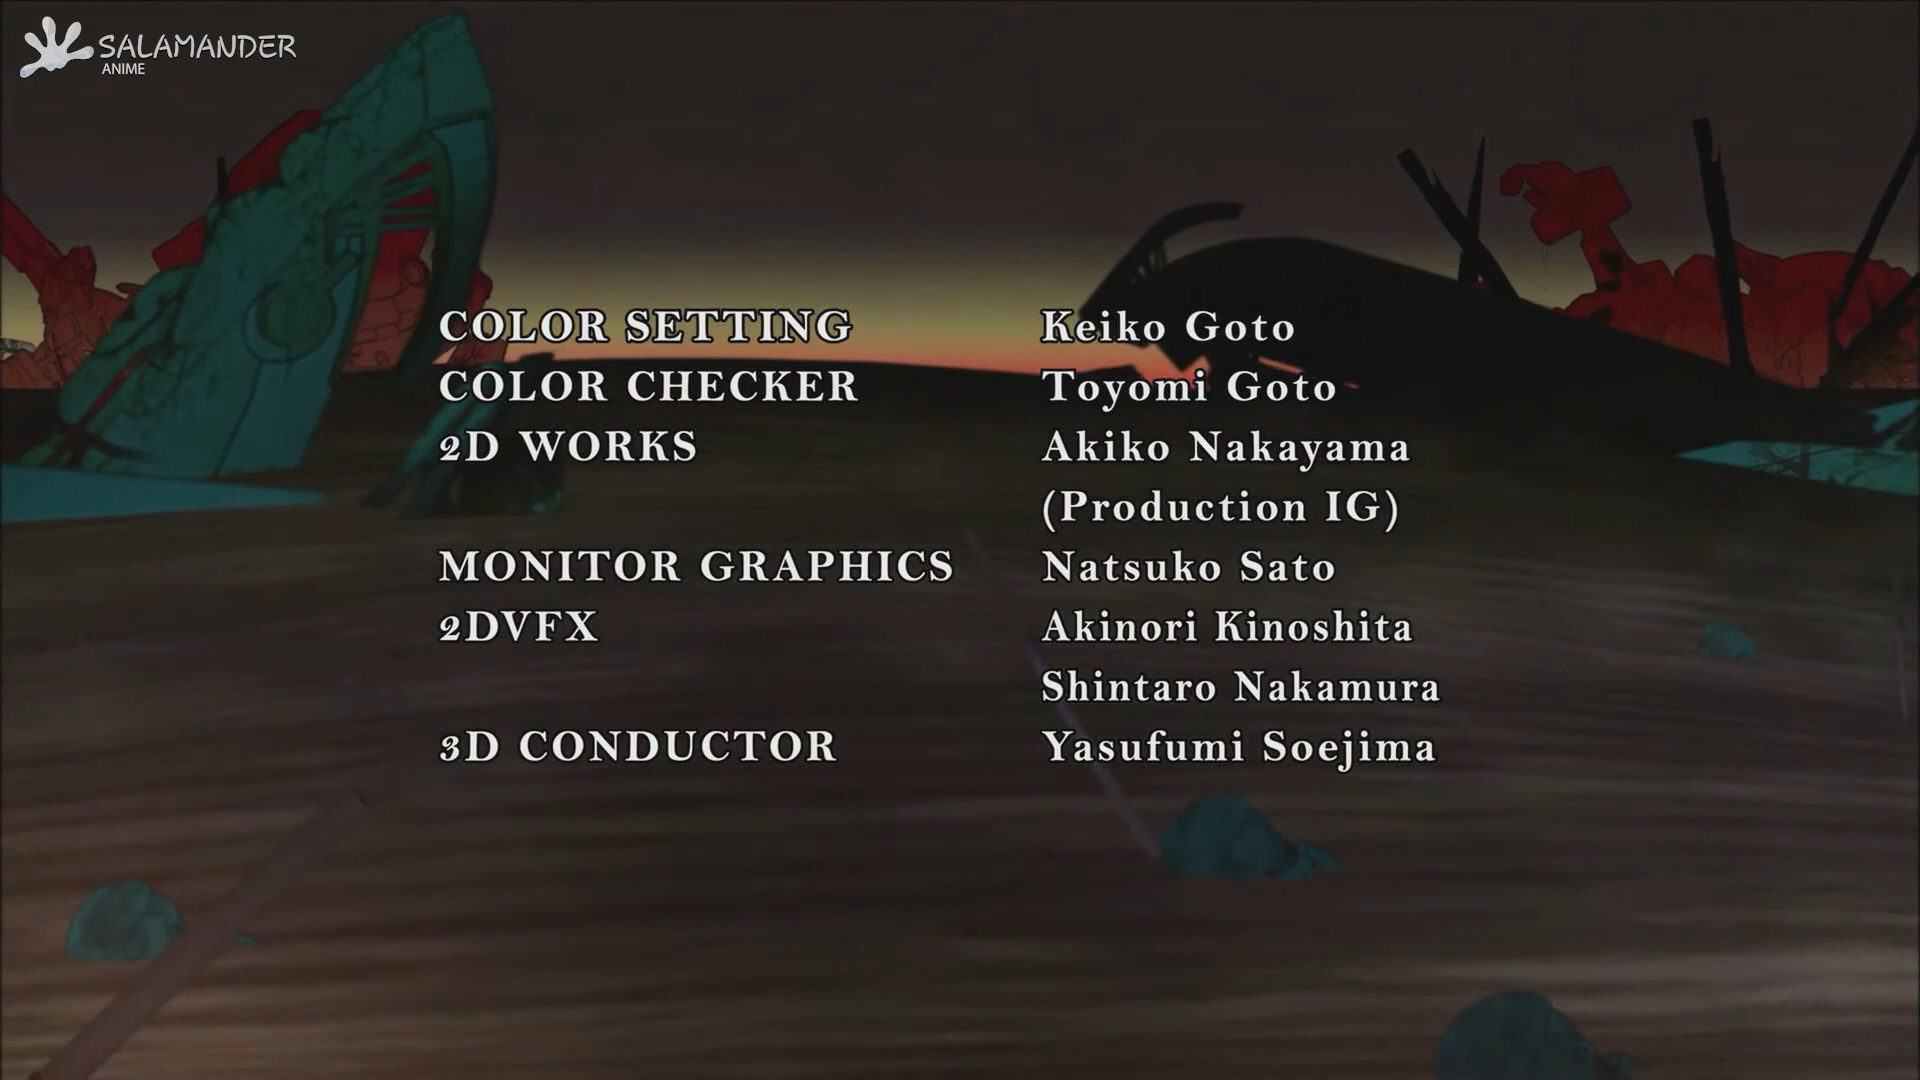 SALAMANDER
ANIME
COLOR SETTING Keiko Goto
COLOR CHECKER Toyomi Goto
2D WORKS Akiko Nakayama
(Production IG)
MONITOR GRAPHICS Natsuko Sato
2DVFX Akinori Kinoshita
Shintaro Nakamura
3D CONDUCTOR Yasufumi Soejima